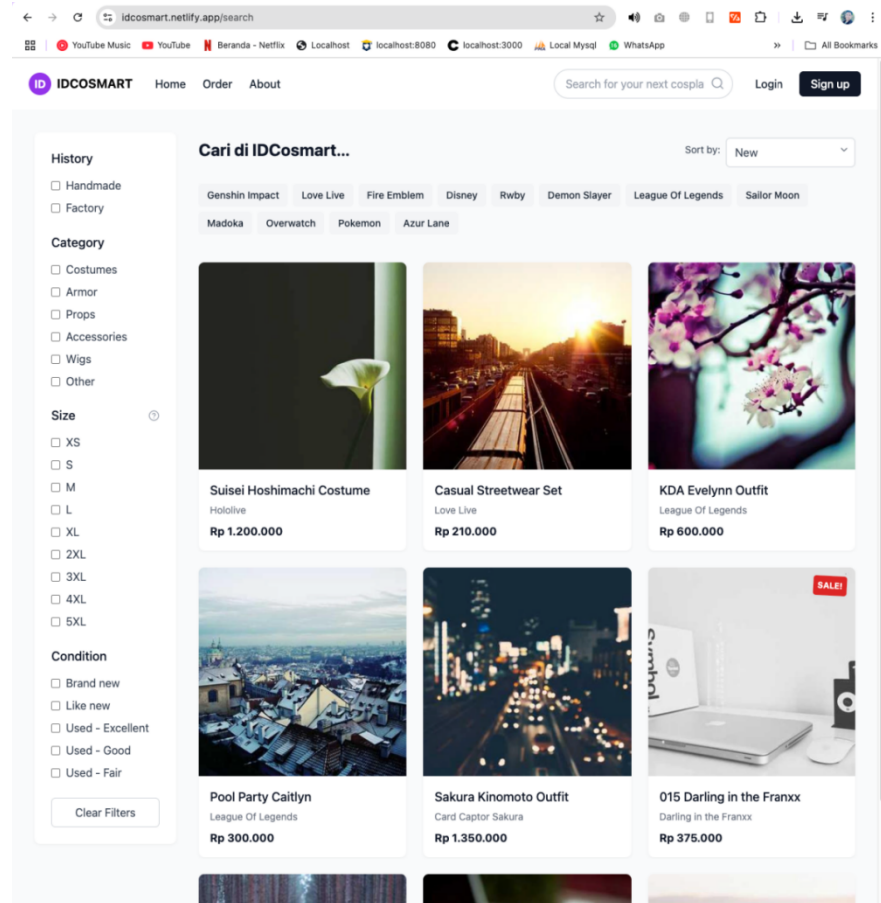 idcosmart.netlify.app/search
YouTube Music YouTube Beranda - Netflix Localhost localhost:8080 localhost:3000 Local Mysql WhatsApp » All Bookmarks
ID IDCOSMART Home Order About Search for your next cospla Login Sign up
History
Handmade
Factory
Category
Costumes
Armor
Props
Accessories
Wigs
Other
Size
XS
S
M
L
XL
2XL
3XL
4XL
5XL
Condition
Brand new
Like new
Used - Excellent
Used - Good
Used - Fair
Clear Filters
Cari di IDCosmart...
Sort by: New
Genshin Impact Love Live Fire Emblem Disney Rwby Demon Slayer League Of Legends Sailor Moon
Madoka Overwatch Pokemon Azur Lane
Suisei Hoshimachi Costume
Hololive
Rp 1.200.000
Casual Streetwear Set
Love Live
Rp 210.000
KDA Evelynn Outfit
League Of Legends
Rp 600.000
Pool Party Caitlyn
League Of Legends
Rp 300.000
Sakura Kinomoto Outfit
Card Captor Sakura
Rp 1.350.000
SALE!
Symbol
015 Darling in the Franxx
Darling in the Franxx
Rp 375.000